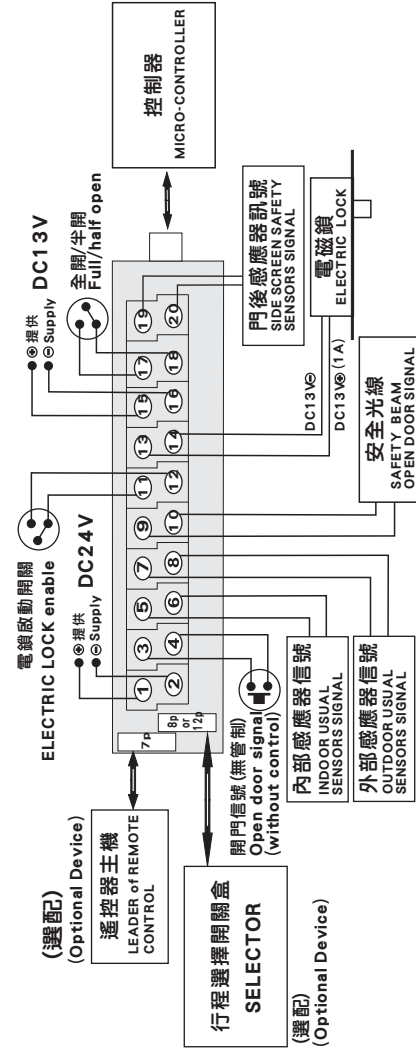 (選配)
(Optional Device)
遙控器主機
LEADER of REMOTE
CONTROL
行程選擇開關盒
SELECTOR
(選配)
(Optional Device)
7p
8p
or
12p
電鎖啟動開關
ELECTRIC LOCK enable
⊕ 提供
⊖ Supply
DC24V
⊕ 提供
⊖ Supply
DC13V
全開/半開
Full/half open
控制器
MICRO-CONTROLLER
1
3
5
7
9
11
13
15
17
19
2
4
6
8
10
12
14
16
18
20
開門信號(無管制)
Open door signal
(without control)
內部感應器信號
INDOOR USUAL
SENSORS SIGNAL
外部感應器信號
OUTDOOR USUAL
SENSORS SIGNAL
安全光線
SAFETY BEAM
OPEN DOOR SIGNAL
DC13V⊖
DC13V⊕ (1A)
門後感應器訊號
SIDE SCREEN SAFETY
SENSORS SIGNAL
電磁鎖
ELECTRIC LOCK